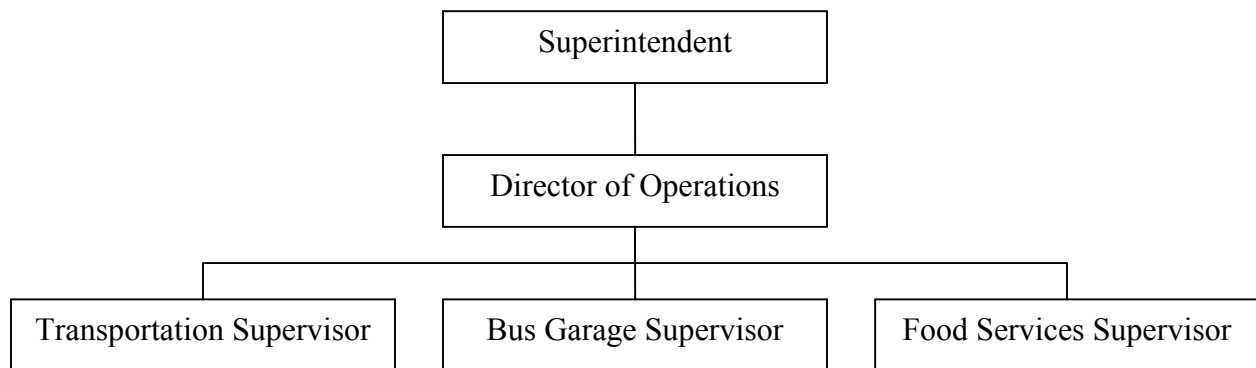 Superintendent
Director of Operations
Transportation Supervisor
Bus Garage Supervisor
Food Services Supervisor